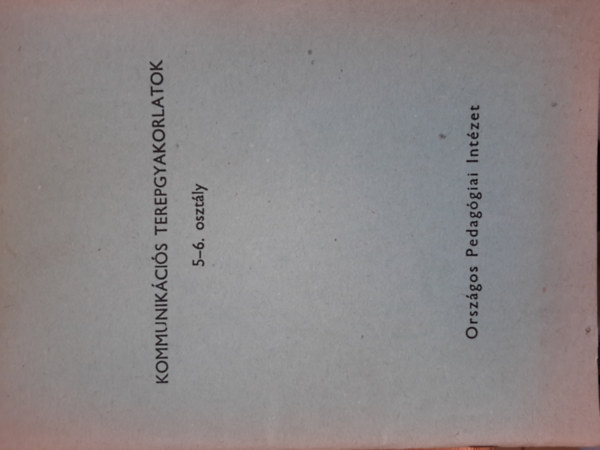 KOMMUNIKÁCIÓS TEREPGYAKORLATOK
5–6. osztály
Országos Pedagógiai Intézet